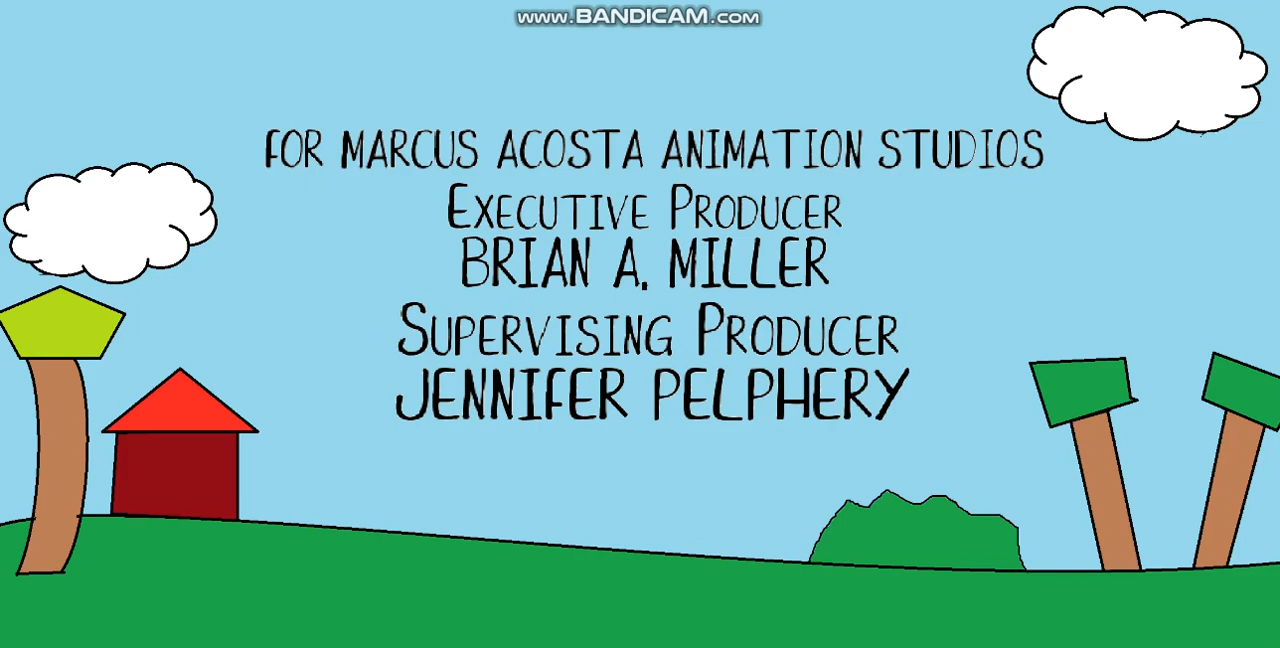 www.BANDICAM.com
FOR MARCUS ACOSTA ANIMATION STUDIOS
EXECUTIVE PRODUCER
BRIAN A. MILLER
SUPERVISING PRODUCER
JENNIFER PELPHERY